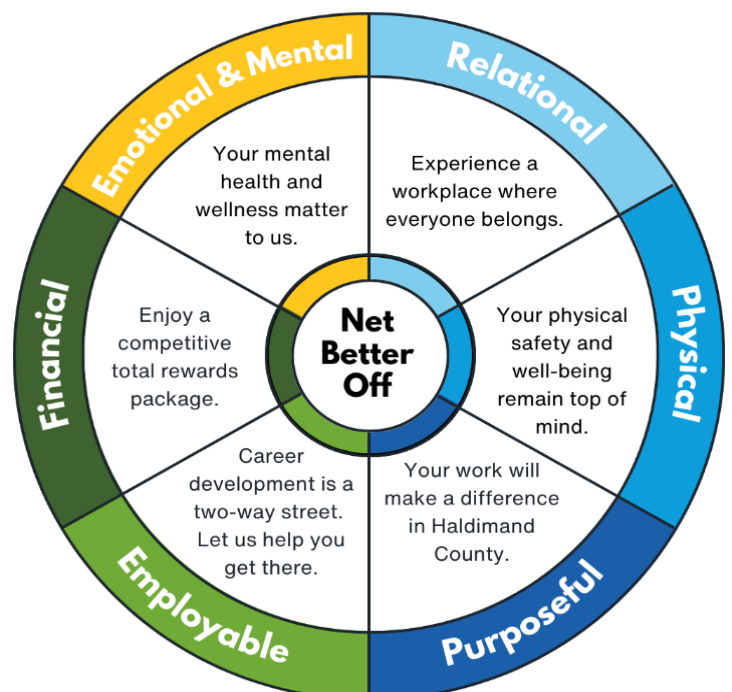 Emotional & Mental
Your mental
health and
wellness matter
to us.
Relational
Experience a
workplace where
everyone belongs.
Physical
Your physical
safety and
well-being
remain top of
mind.
Purposeful
Your work will
make a difference
in Haldimand
County.
Employable
Career
development is a
two-way street.
Let us help you
get there.
Financial
Enjoy a
competitive
total rewards
package.
Net
Better
Off